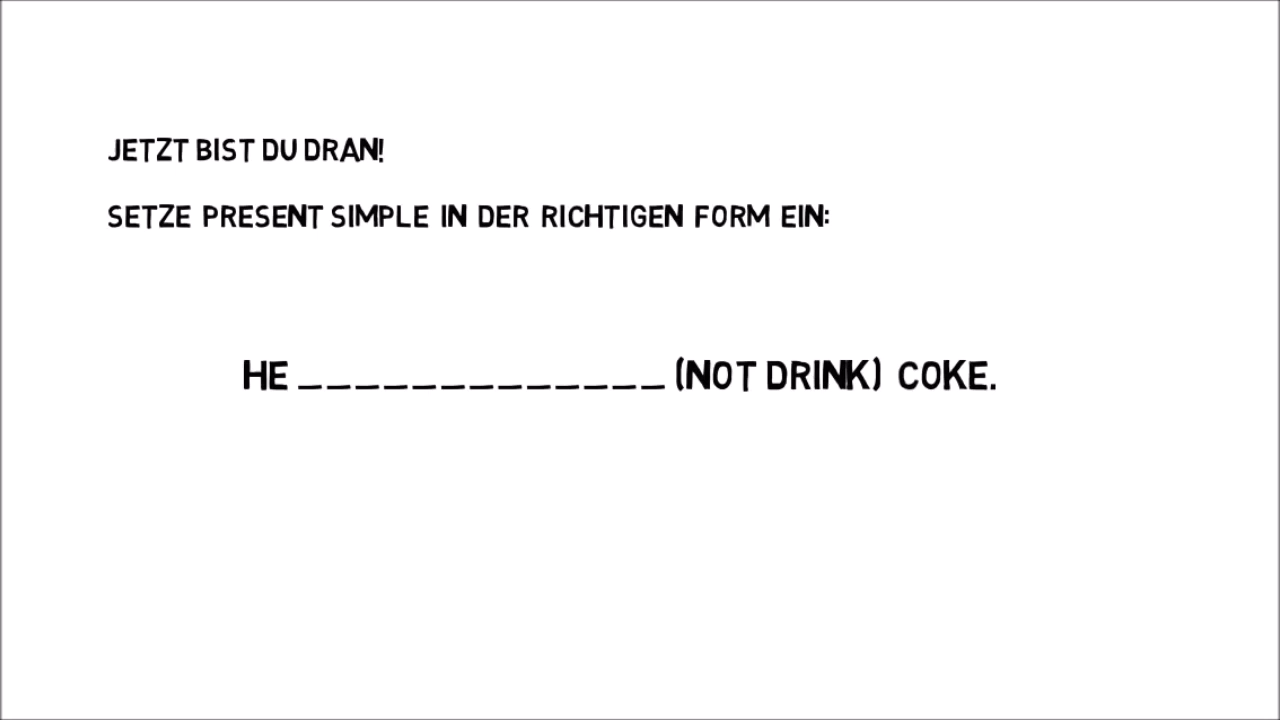 JETZT BIST DU DRAN!
SETZE PRESENT SIMPLE IN DER RICHTIGEN FORM EIN:
HE _____________ (NOT DRINK) COKE.